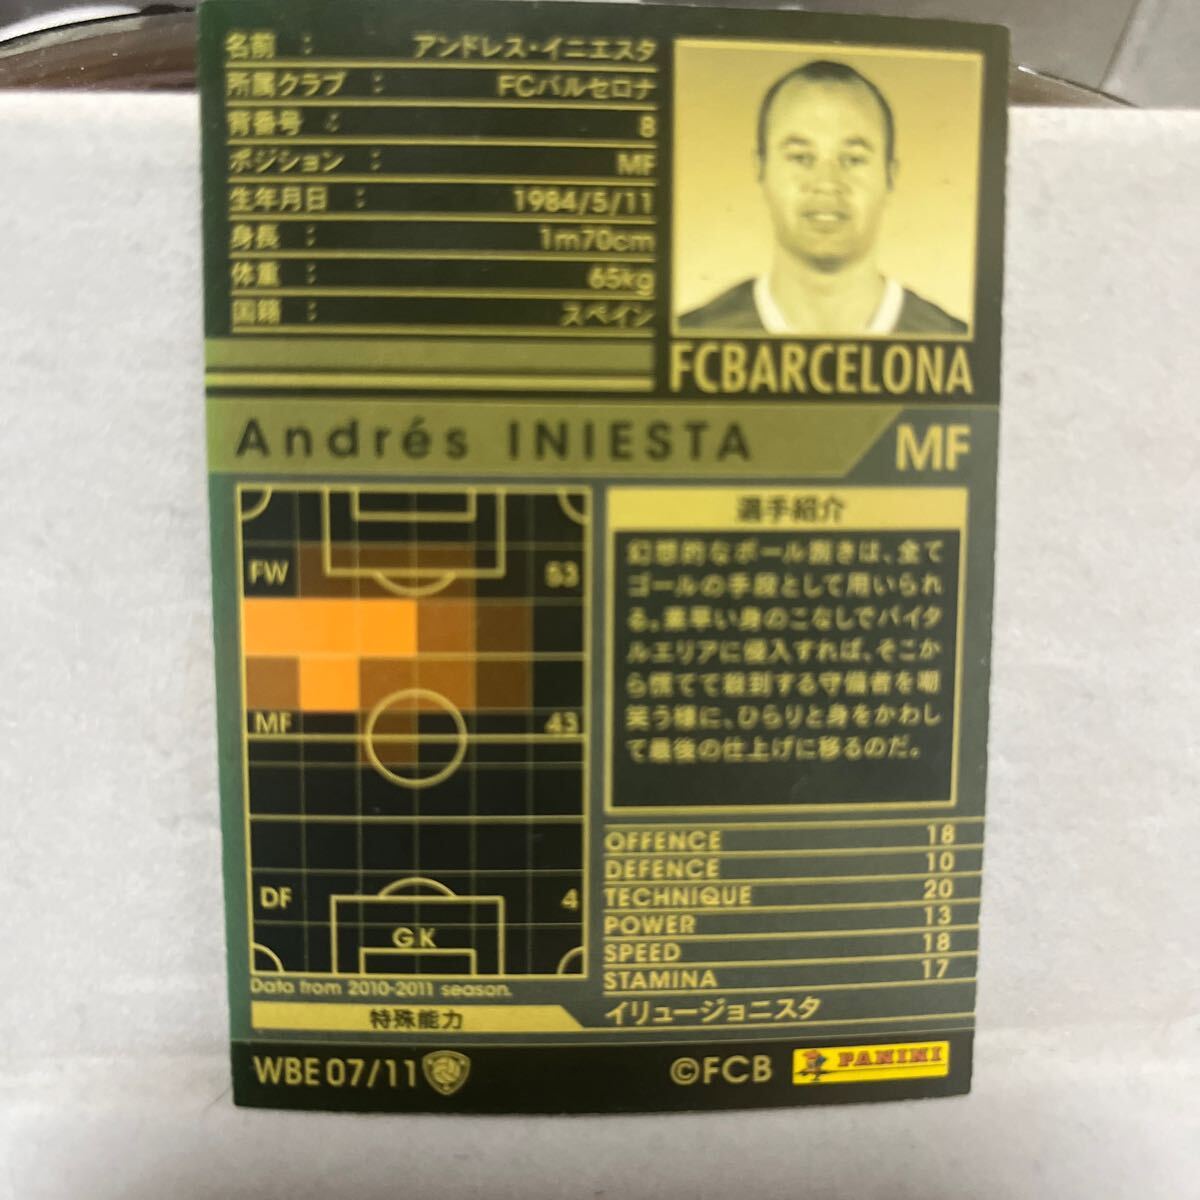 名前 : アンドレス・イニエスタ
所属クラブ : FCバルセロナ
背番号 : 8
ポジション : MF
生年月日 : 1984/5/11
身長 : 1m70cm
体重 : 65kg
国籍 : スペイン
FCBARCELONA
Andrés INIESTA MF
FW 53
MF 43
DF 4
GK
Data from 2010-2011 season.
選手紹介
幻想的なボール捌きは、全て
ゴールの手段として用いられ
る。素早い身のこなしでバイタ
ルエリアに侵入すれば、そこか
ら慌てて殺到する守備者を嘲
笑う様に、ひらりと身をかわし
て最後の仕上げに移るのだ。
OFFENCE 18
DEFENCE 10
TECHNIQUE 20
POWER 13
SPEED 18
STAMINA 17
特殊能力 イリュージョニスタ
WBE 07/11 ©FCB PANINI